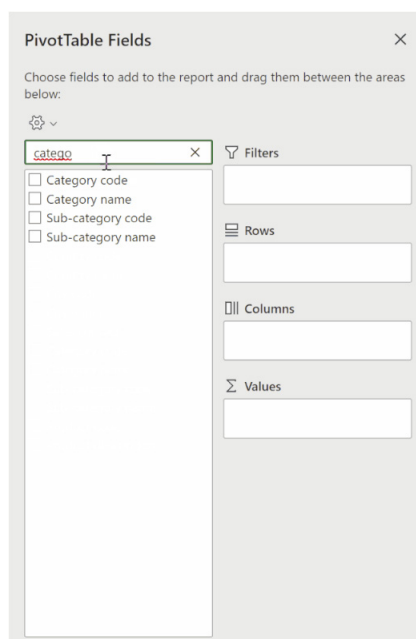 PivotTable Fields
Choose fields to add to the report and drag them between the areas
below:
catego
Category code
Category name
Sub-category code
Sub-category name
Filters
Rows
Columns
Values